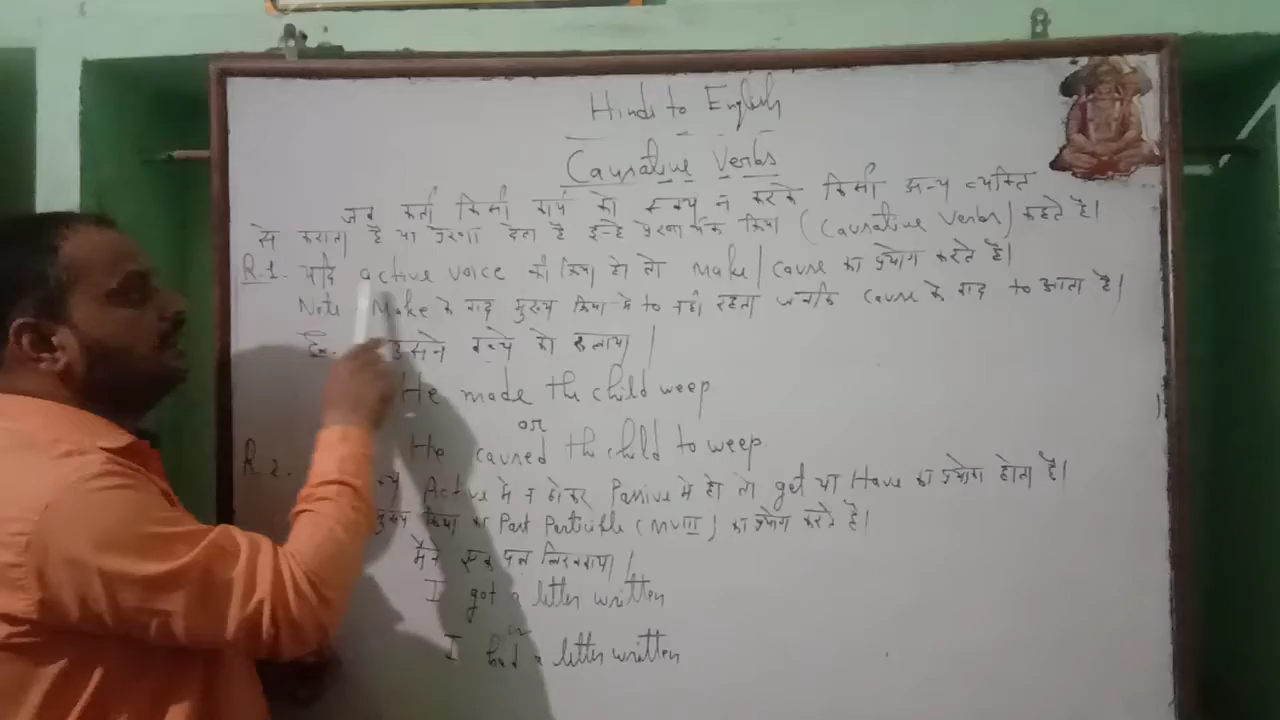 Hindi to English
Causative Verbs
जब कर्ता किसी कार्य को स्वयं न करके किसी अन्य व्यक्ति
से कराता है या प्रेरणा देता है इन्हे प्रेरणार्थक क्रिया (Causative Verbs) कहते है।
R.1. यदि active voice की क्रिया हो तो make/cause का प्रयोग करते है।
Note Make के बाद मुख्य क्रिया मे to नही रहता जबकि Cause के बाद to आता है।
Ex. उसने बच्चे को रुलाया।
He made the child weep
or
He caused the child to weep.
R.2. Active मे न होकर Passive मे हो तो get या Have का प्रयोग होता है।
मुख्य क्रिया का Past Perticible (MVIII) का प्रयोग करते है।
मैने एक पत्र लिखवाया।
I got a letter written
or
I had a letter written